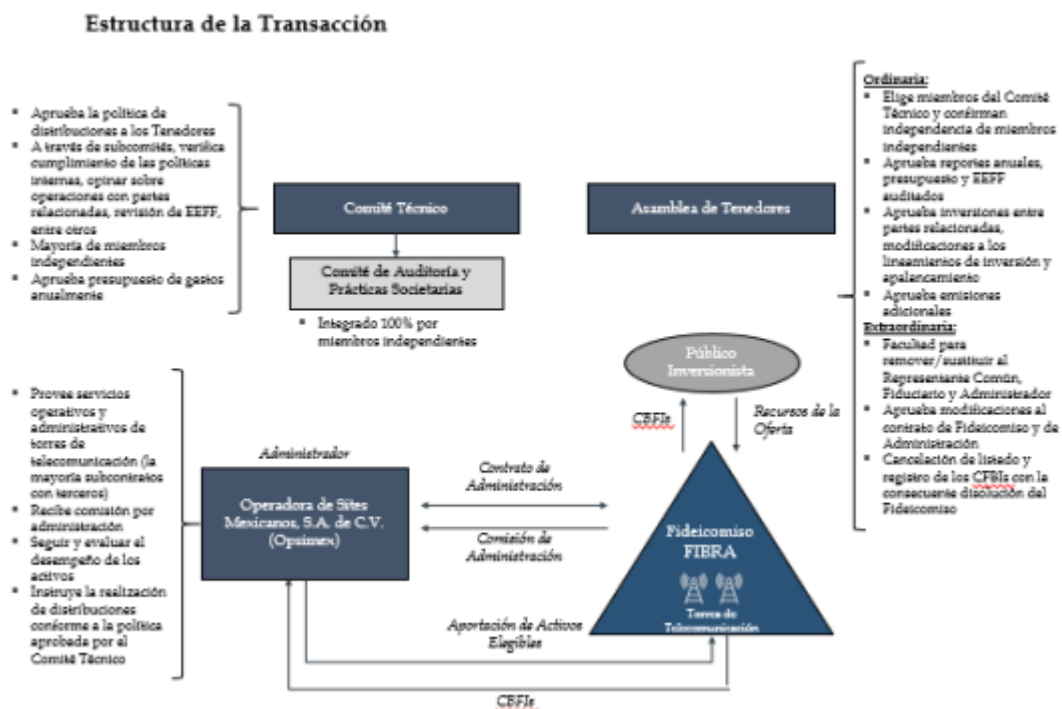 Estructura de la Transacción
▪ Aprueba la política de
distribuciones a los Tenedores
▪ A través de subcomités, verifica
cumplimiento de las políticas
internas, opinar sobre
operaciones con partes
relacionadas, revisión de EEFF,
entre otros
▪ Mayoría de miembros
independientes
▪ Aprueba presupuesto de gastos
anualmente
Comité Técnico
Comité de Auditoría y
Prácticas Societarias
▪ Integrado 100% por
miembros independientes
Asamblea de Tenedores
Ordinaria:
▪ Elige miembros del Comité
Técnico y confirman
independencia de miembros
independientes
▪ Aprueba reportes anuales,
presupuesto y EEFF
auditados
▪ Aprueba inversiones entre
partes relacionadas,
modificaciones a los
lineamientos de inversión y
apalancamiento
▪ Aprueba emisiones
adicionales
Extraordinaria:
▪ Facultad para
remover/sustituir al
Representante Común,
Fiduciario y Administrador
▪ Aprueba modificaciones al
contrato de Fideicomiso y de
Administración
▪ Cancelación de listado y
registro de los CFBIs con la
consecuente disolución del
Fideicomiso
Público
Inversionista
CBFIs
Recursos de la
Oferta
▪ Provee servicios
operativos y
administrativos de
torres de
telecomunicación (la
mayoría subcontratos
con terceros)
▪ Recibe comisión por
administración
▪ Seguir y evaluar el
desempeño de los
activos
▪ Instruye la realización
de distribuciones
conforme a la política
aprobada por el
Comité Técnico
Administrador
Operadora de Sites
Mexicanos, S.A. de C.V.
(Opsimex)
Contrato de
Administración
Comisión de
Administración
Fideicomiso
FIBRA
Torres de
Telecomunicación
Aportación de Activos
Elegibles
CBFIs